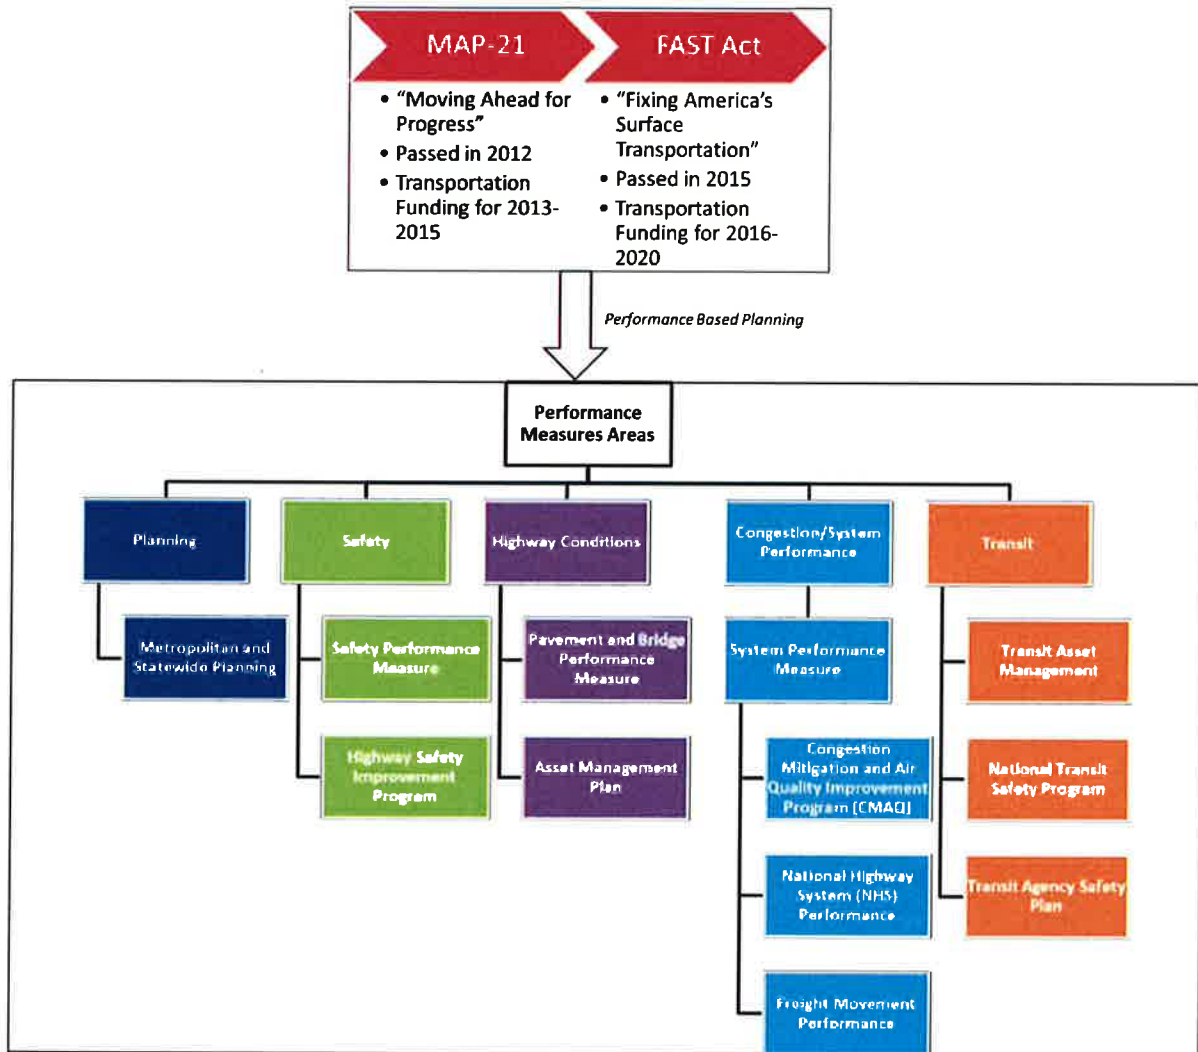 MAP-21
FAST Act
• "Moving Ahead for
Progress"
• Passed in 2012
• Transportation
Funding for 2013-
2015
• "Fixing America's
Surface
Transportation"
• Passed in 2015
• Transportation
Funding for 2016-
2020
Performance Based Planning
Performance
Measures Areas
Planning
Safety
Highway Conditions
Congestion/System
Performance
Transit
Metropolitan and
Statewide Planning
Safety Performance
Measure
Pavement and Bridge
Performance
Measure
System Performance
Measure
Transit Asset
Management
Highway Safety
Improvement
Program
Asset Management
Plan
Congestion
Mitigation and Air
Quality Improvement
Program (CMAQ)
National Transit
Safety Program
National Highway
System (NHS)
Performance
Transit Agency Safety
Plan
Freight Movement
Performance